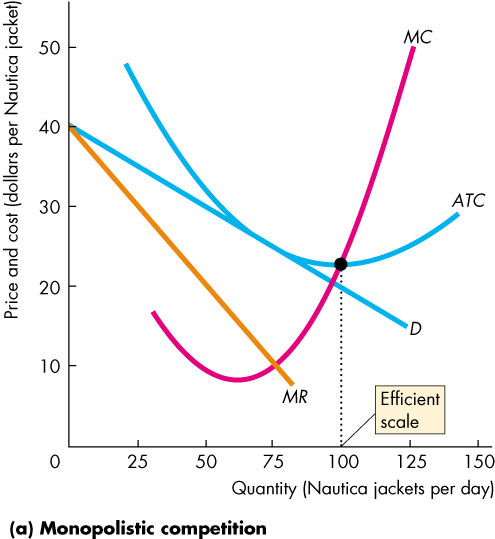 Price and cost (dollars per Nautica jacket)
50
40
30
20
10
0
25
50
75
100
125
150
MC
ATC
D
MR
Efficient
scale
Quantity (Nautica jackets per day)
(a) Monopolistic competition